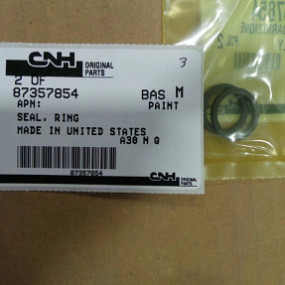 CNH ORIGINAL
PARTS
3
2 OF
87357854 BAS M
APN: PAINT
SEAL, RING
MADE IN UNITED STATES
A30 N Q
87357854
CNH ORIGINAL
PARTS
7854